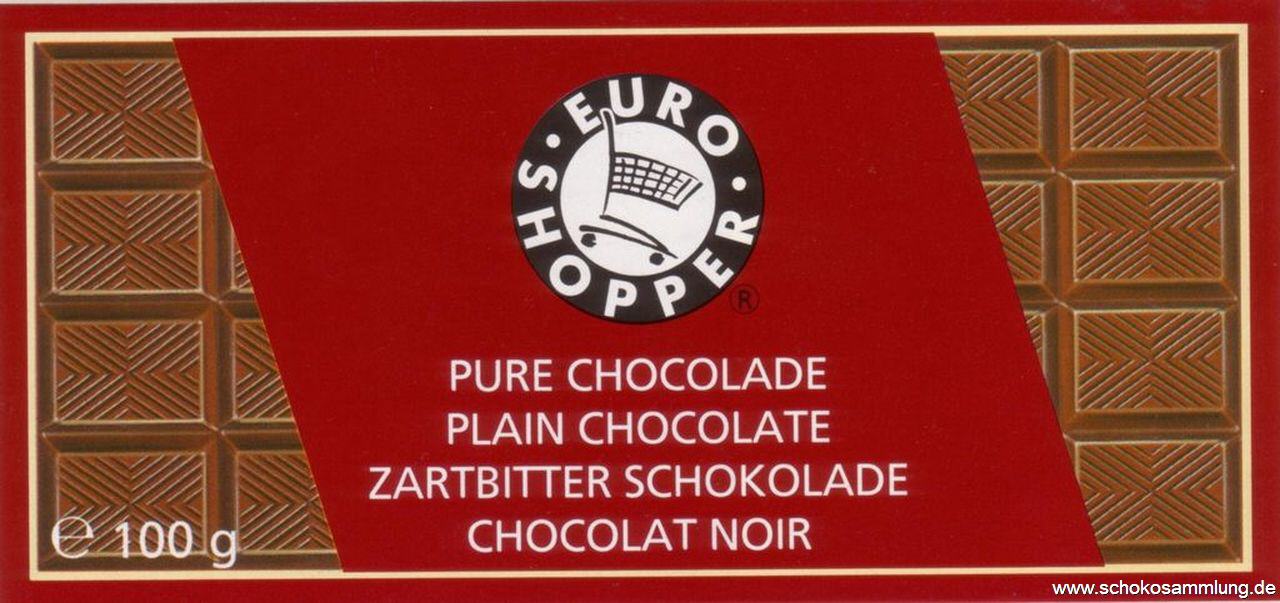 EURO SHOPPER
®
PURE CHOCOLADE
PLAIN CHOCOLATE
ZARTBITTER SCHOKOLADE
CHOCOLAT NOIR
℮ 100 g
www.schokosammlung.de